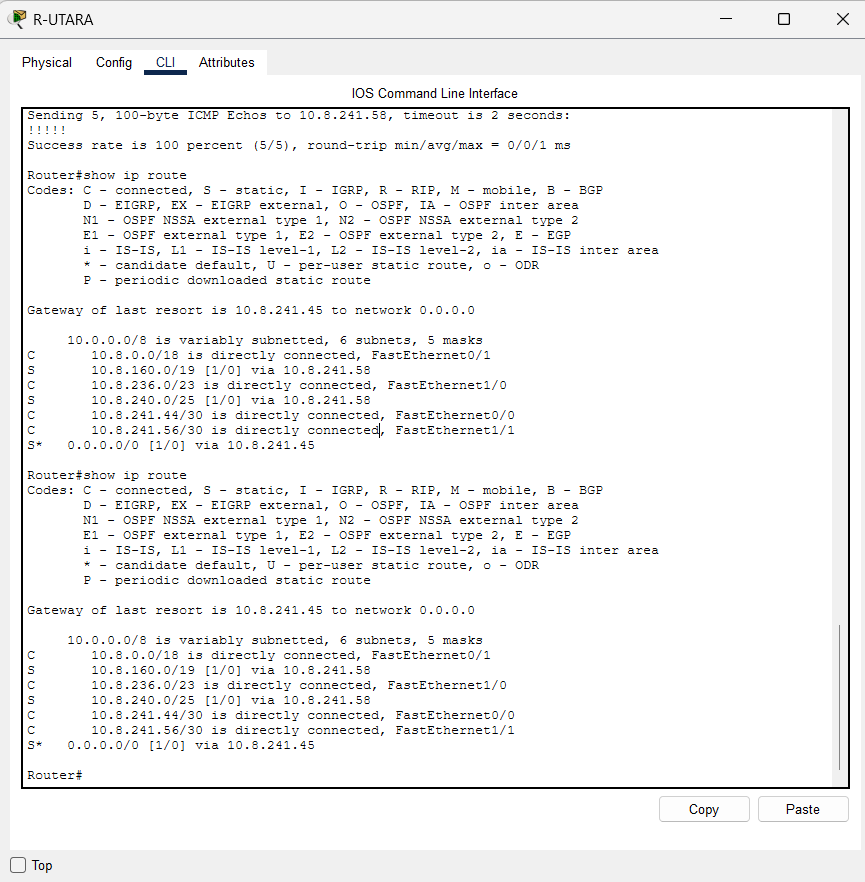 R-UTARA
Physical Config CLI Attributes
IOS Command Line Interface
Sending 5, 100-byte ICMP Echos to 10.8.241.58, timeout is 2 seconds:
!!!!!
Success rate is 100 percent (5/5), round-trip min/avg/max = 0/0/1 ms
Router#show ip route
Codes: C - connected, S - static, I - IGRP, R - RIP, M - mobile, B - BGP
D - EIGRP, EX - EIGRP external, O - OSPF, IA - OSPF inter area
N1 - OSPF NSSA external type 1, N2 - OSPF NSSA external type 2
E1 - OSPF external type 1, E2 - OSPF external type 2, E - EGP
i - IS-IS, L1 - IS-IS level-1, L2 - IS-IS level-2, ia - IS-IS inter area
* - candidate default, U - per-user static route, o - ODR
P - periodic downloaded static route
Gateway of last resort is 10.8.241.45 to network 0.0.0.0
10.0.0.0/8 is variably subnetted, 6 subnets, 5 masks
C 10.8.0.0/18 is directly connected, FastEthernet0/1
S 10.8.160.0/19 [1/0] via 10.8.241.58
C 10.8.236.0/23 is directly connected, FastEthernet1/0
S 10.8.240.0/25 [1/0] via 10.8.241.58
C 10.8.241.44/30 is directly connected, FastEthernet0/0
C 10.8.241.56/30 is directly connected, FastEthernet1/1
S* 0.0.0.0/0 [1/0] via 10.8.241.45
Router#show ip route
Codes: C - connected, S - static, I - IGRP, R - RIP, M - mobile, B - BGP
D - EIGRP, EX - EIGRP external, O - OSPF, IA - OSPF inter area
N1 - OSPF NSSA external type 1, N2 - OSPF NSSA external type 2
E1 - OSPF external type 1, E2 - OSPF external type 2, E - EGP
i - IS-IS, L1 - IS-IS level-1, L2 - IS-IS level-2, ia - IS-IS inter area
* - candidate default, U - per-user static route, o - ODR
P - periodic downloaded static route
Gateway of last resort is 10.8.241.45 to network 0.0.0.0
10.0.0.0/8 is variably subnetted, 6 subnets, 5 masks
C 10.8.0.0/18 is directly connected, FastEthernet0/1
S 10.8.160.0/19 [1/0] via 10.8.241.58
C 10.8.236.0/23 is directly connected, FastEthernet1/0
S 10.8.240.0/25 [1/0] via 10.8.241.58
C 10.8.241.44/30 is directly connected, FastEthernet0/0
C 10.8.241.56/30 is directly connected, FastEthernet1/1
S* 0.0.0.0/0 [1/0] via 10.8.241.45
Router#
Copy Paste
Top